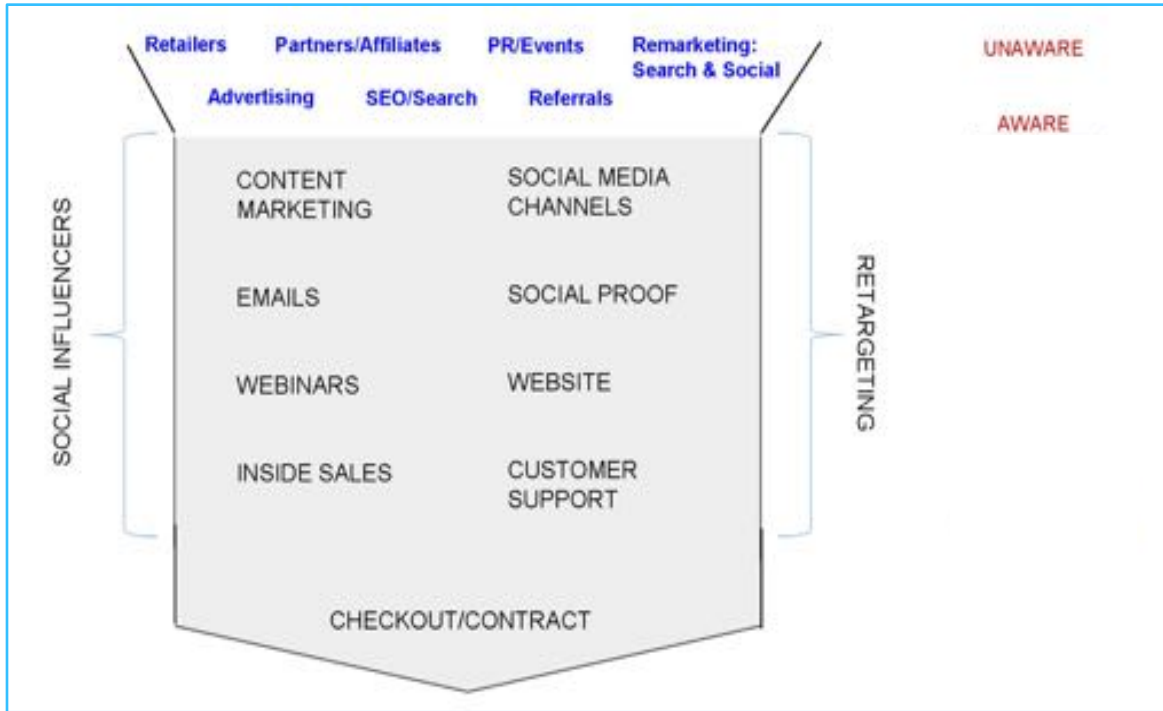 Retailers Partners/Affiliates PR/Events Remarketing:
Search & Social
Advertising SEO/Search Referrals
UNAWARE
AWARE
SOCIAL INFLUENCERS
CONTENT
MARKETING
SOCIAL MEDIA
CHANNELS
EMAILS
SOCIAL PROOF
WEBINARS
WEBSITE
INSIDE SALES
CUSTOMER
SUPPORT
RETARGETING
CHECKOUT/CONTRACT